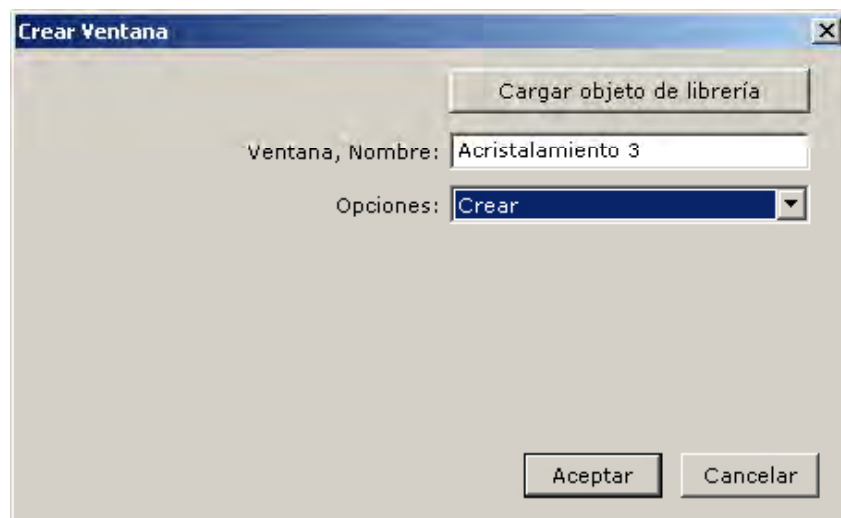 Crear Ventana
Cargar objeto de librería
Ventana, Nombre: Acristalamiento 3
Opciones: Crear
Aceptar Cancelar